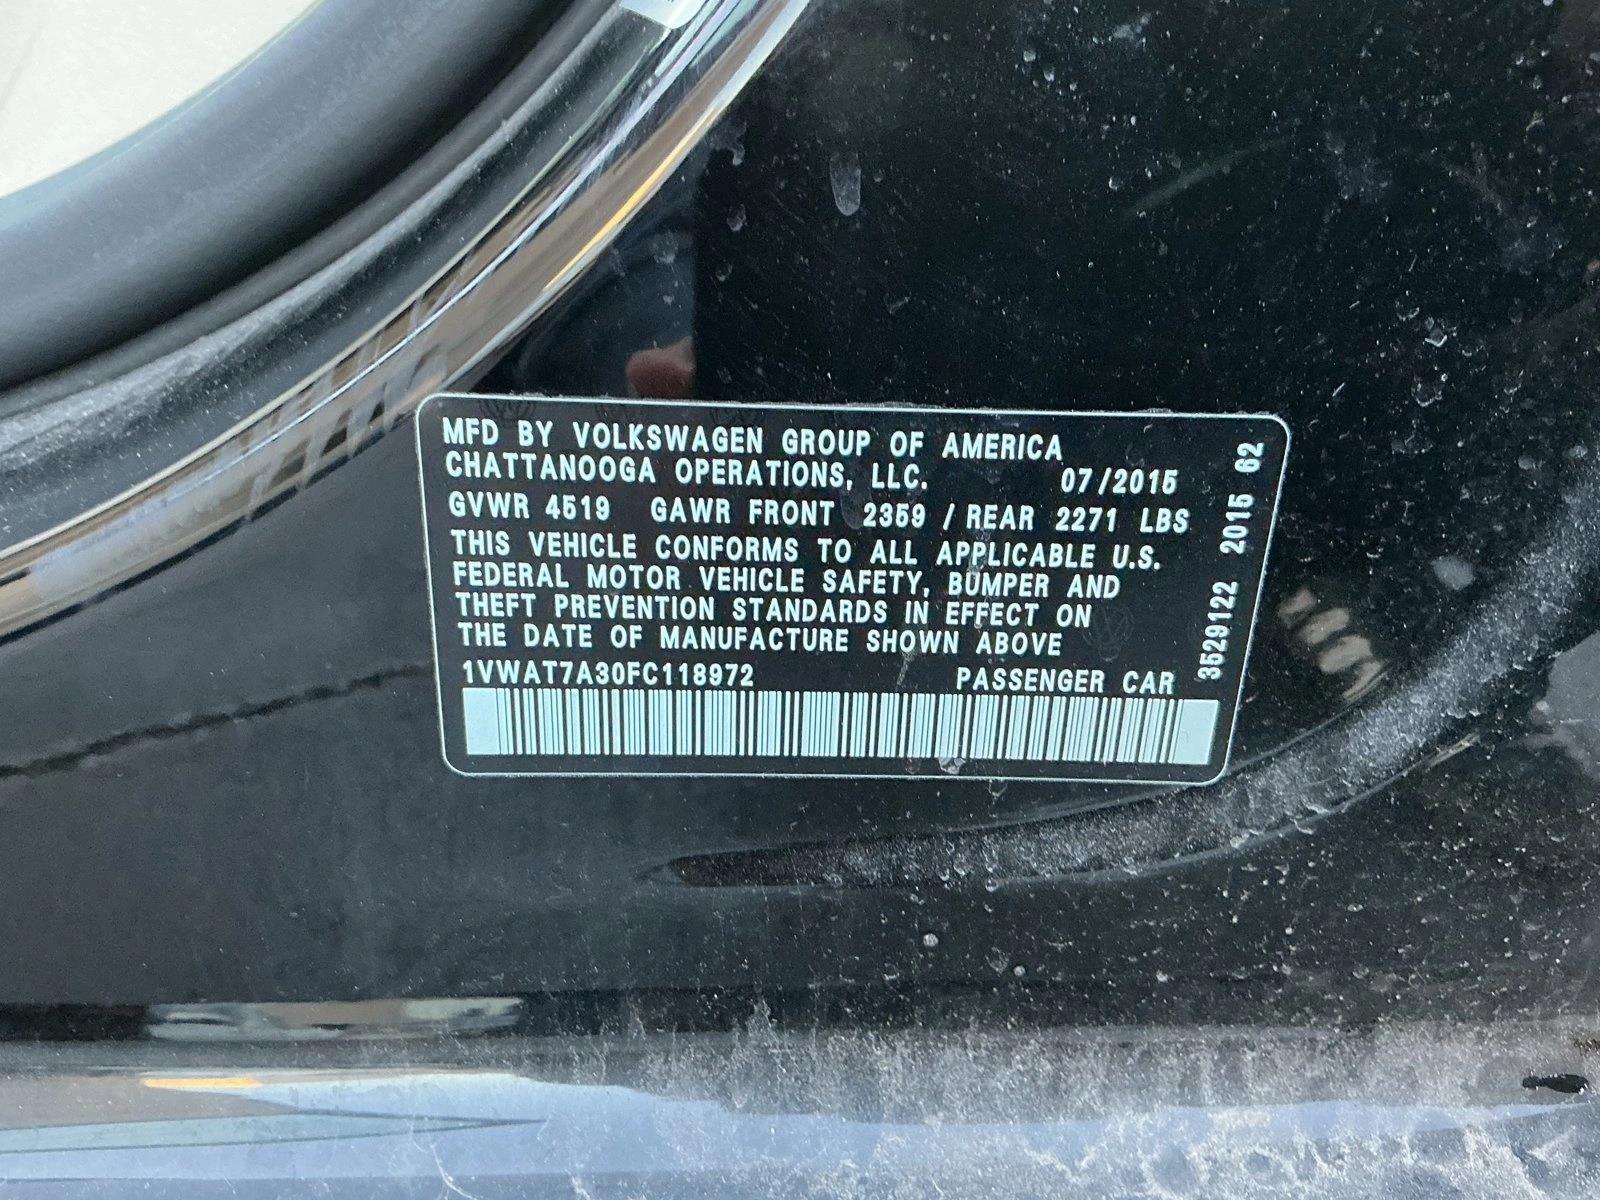 MFD BY VOLKSWAGEN GROUP OF AMERICA
CHATTANOOGA OPERATIONS, LLC. 07/2015
GVWR 4519 GAWR FRONT 2359 / REAR 2271 LBS
THIS VEHICLE CONFORMS TO ALL APPLICABLE U.S.
FEDERAL MOTOR VEHICLE SAFETY, BUMPER AND
THEFT PREVENTION STANDARDS IN EFFECT ON
THE DATE OF MANUFACTURE SHOWN ABOVE
1VWAT7A30FC118972 PASSENGER CAR
3529122 2015 62